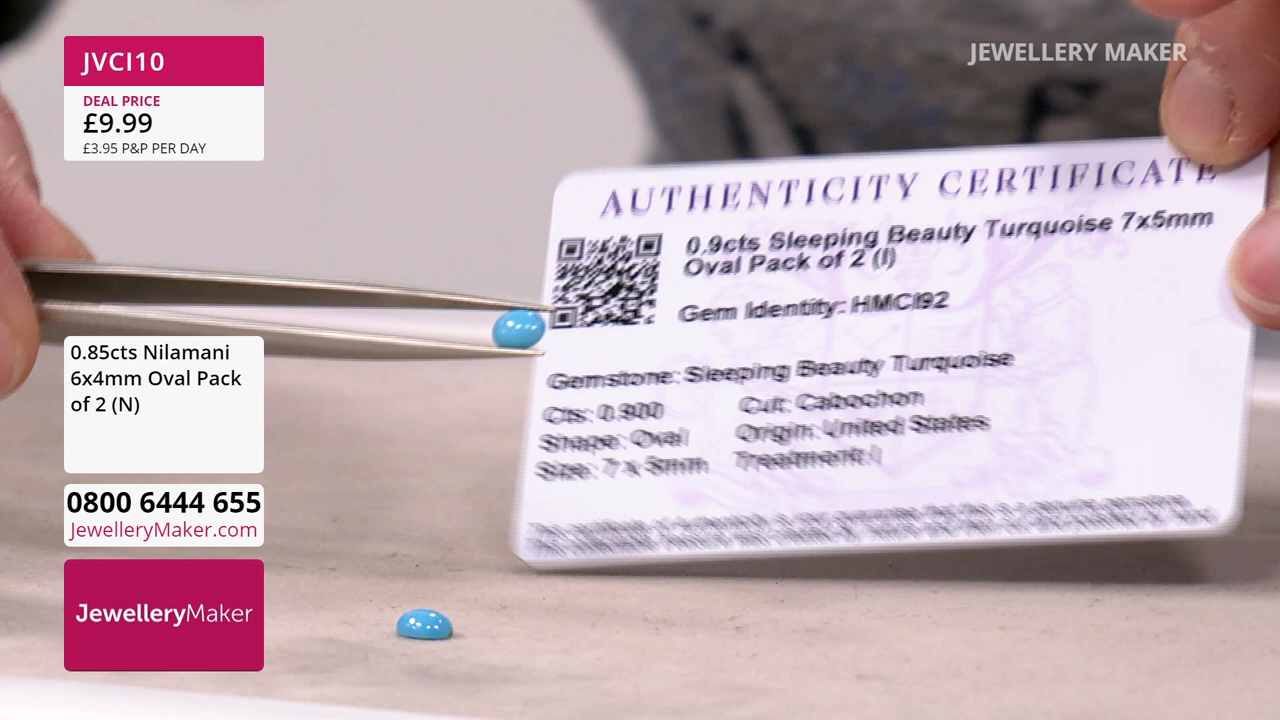 JVCI10
DEAL PRICE
£9.99
£3.95 P&P PER DAY
0.85cts Nilamani
6x4mm Oval Pack
of 2 (N)
0800 6444 655
JewelleryMaker.com
JewelleryMaker
JEWELLERY MAKER
AUTHENTICITY CERTIFICATE
0.9cts Sleeping Beauty Turquoise 7x5mm
Oval Pack of 2 (I)
Gem Identity: HMCI92
Gemstone: Sleeping Beauty Turquoise
Cts: 0.900 Cut: Cabochon
Shape: Oval Origin: United States
Size: 7 x 5mm Treatment: I